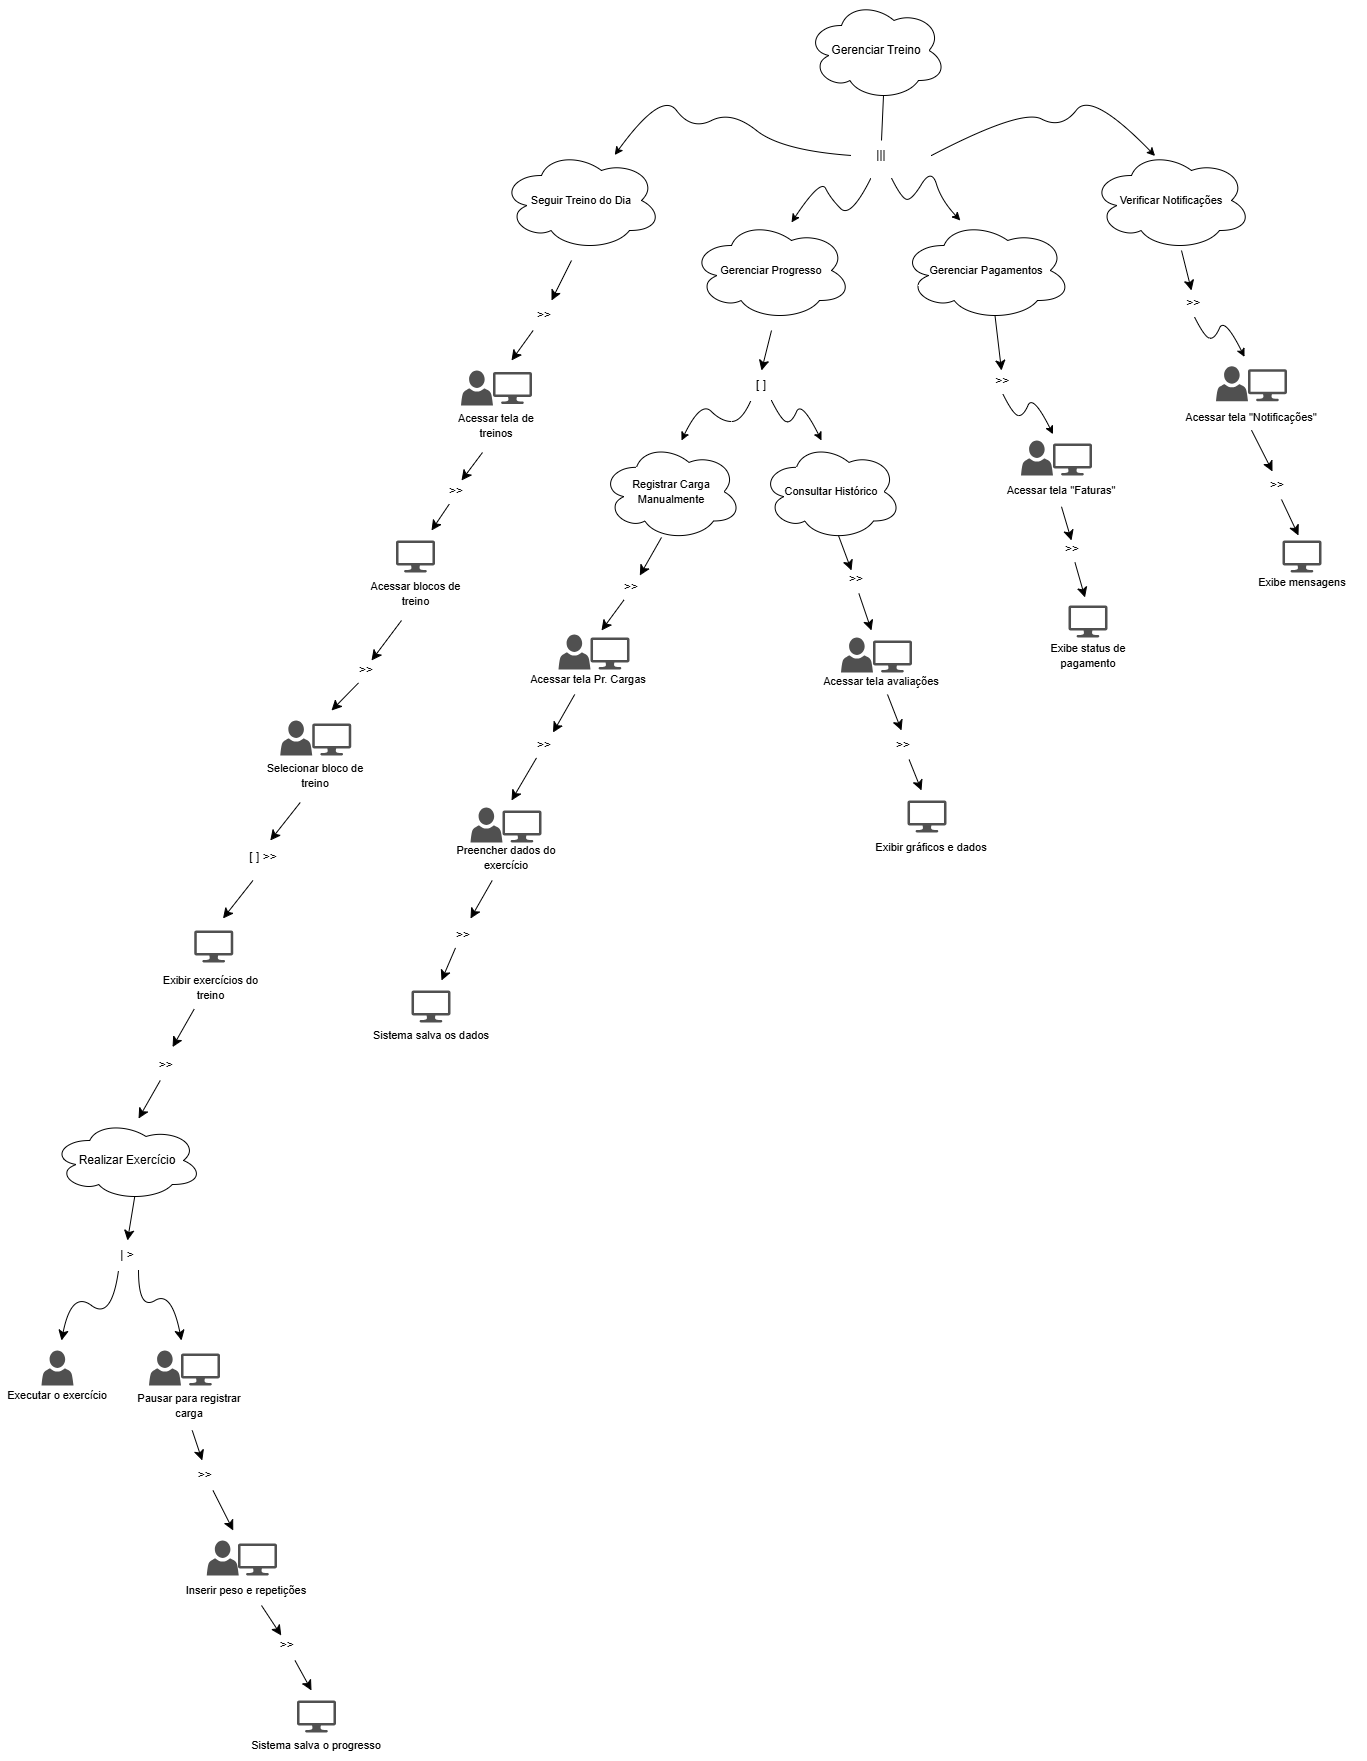 Gerenciar Treino
|||
Seguir Treino do Dia
Verificar Notificações
Gerenciar Progresso
Gerenciar Pagamentos
>>
>>
[ ]
>>
Acessar tela de
treinos
Acessar tela "Notificações"
>>
Registrar Carga
Manualmente
Consultar Histórico
Acessar tela "Faturas"
>>
>>
Acessar blocos de
treino
>>
>>
Exibe mensagens
Exibe status de
pagamento
>>
Acessar tela Pr. Cargas
Acessar tela avaliações
Selecionar bloco de
treino
>>
>>
[ ] >>
Preencher dados do
exercício
Exibir gráficos e dados
>>
Exibir exercícios do
treino
Sistema salva os dados
>>
Realizar Exercício
| >
Executar o exercício
Pausar para registrar
carga
>>
Inserir peso e repetições
>>
Sistema salva o progresso